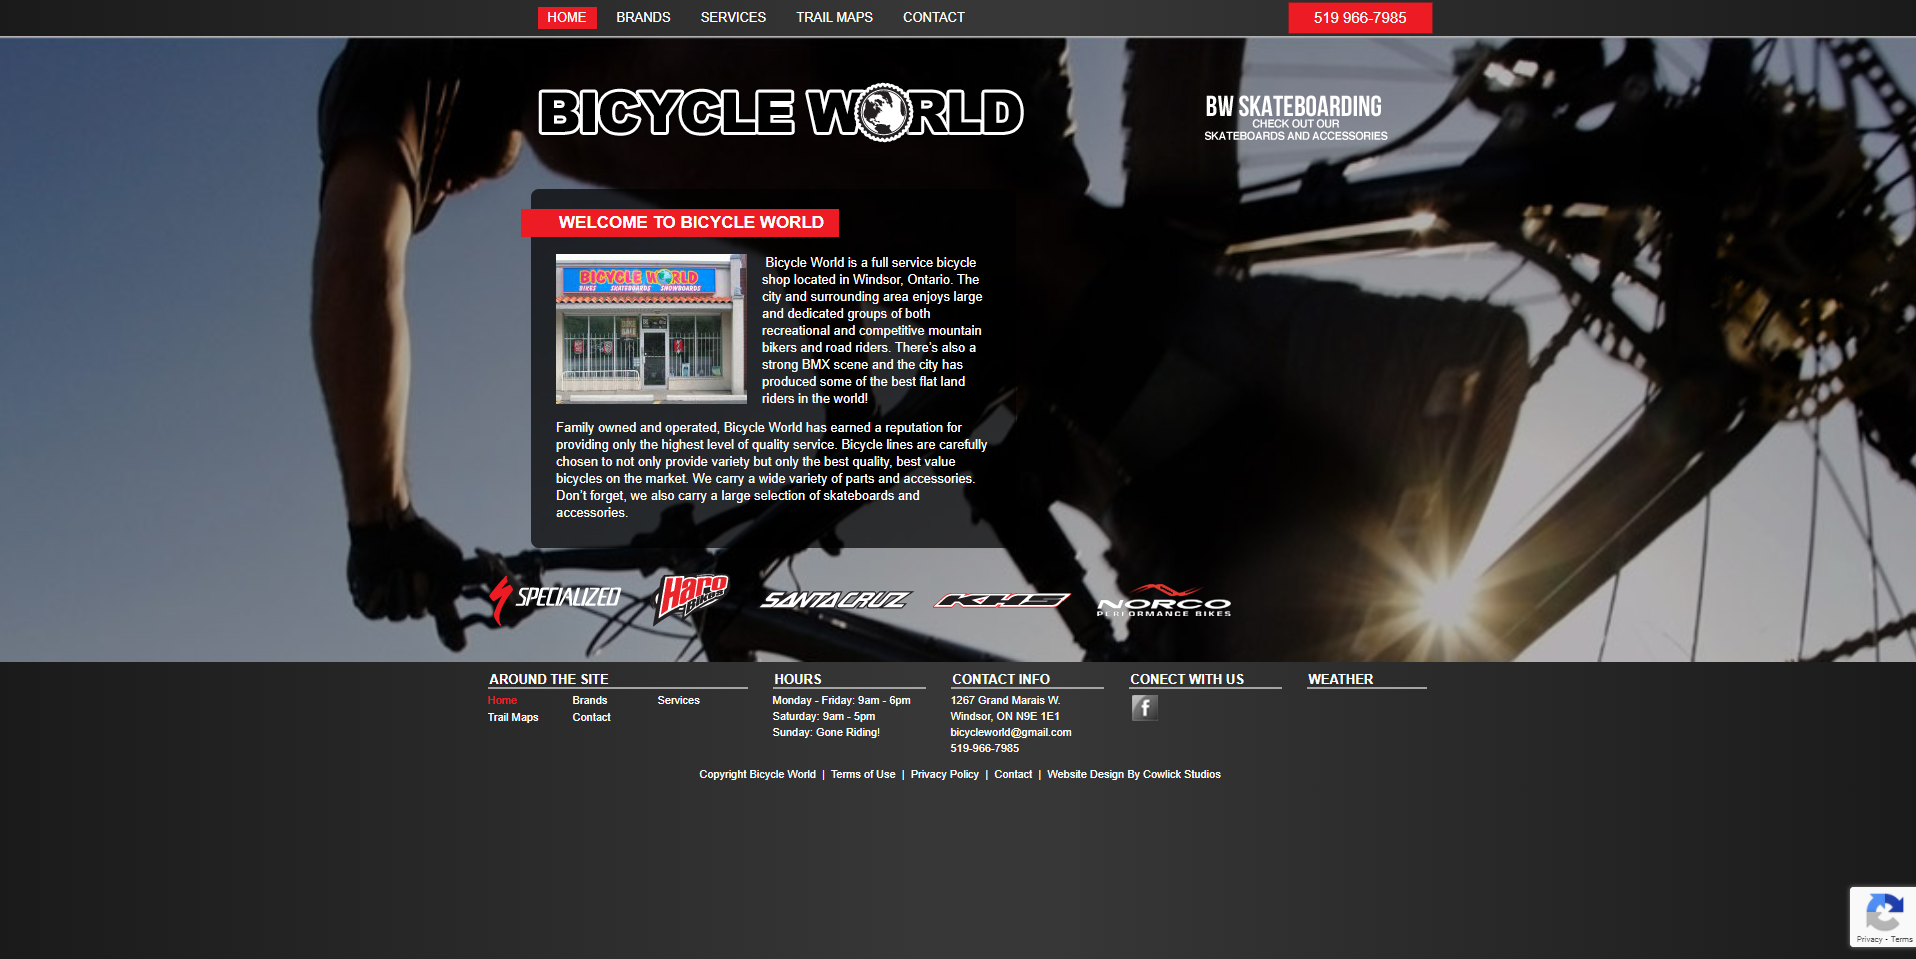 HOME BRANDS SERVICES TRAIL MAPS CONTACT 519 966-7985
BICYCLE WORLD
BW SKATEBOARDING
CHECK OUT OUR
SKATEBOARDS AND ACCESSORIES
WELCOME TO BICYCLE WORLD
BICYCLE WORLD
BIKES SKATEBOARDS SNOWBOARDS
Bicycle World is a full service bicycle
shop located in Windsor, Ontario. The
city and surrounding area enjoys large
and dedicated groups of both
recreational and competitive mountain
bikers and road riders. There's also a
strong BMX scene and the city has
produced some of the best flat land
riders in the world!
Family owned and operated, Bicycle World has earned a reputation for
providing only the highest level of quality service. Bicycle lines are carefully
chosen to not only provide variety but only the best quality, best value
bicycles on the market. We carry a wide variety of parts and accessories.
Don't forget, we also carry a large selection of skateboards and
accessories.
SPECIALIZED
Haro Bikes
SANTA CRUZ
KHS
NORCO
PERFORMANCE BIKES
AROUND THE SITE
Home Brands Services
Trail Maps Contact
HOURS
Monday - Friday: 9am - 6pm
Saturday: 9am - 5pm
Sunday: Gone Riding!
CONTACT INFO
1267 Grand Marais W.
Windsor, ON N9E 1E1
bicycleworld@gmail.com
519-966-7985
CONECT WITH US
f
WEATHER
Copyright Bicycle World | Terms of Use | Privacy Policy | Contact | Website Design By Cowlick Studios
Privacy - Terms